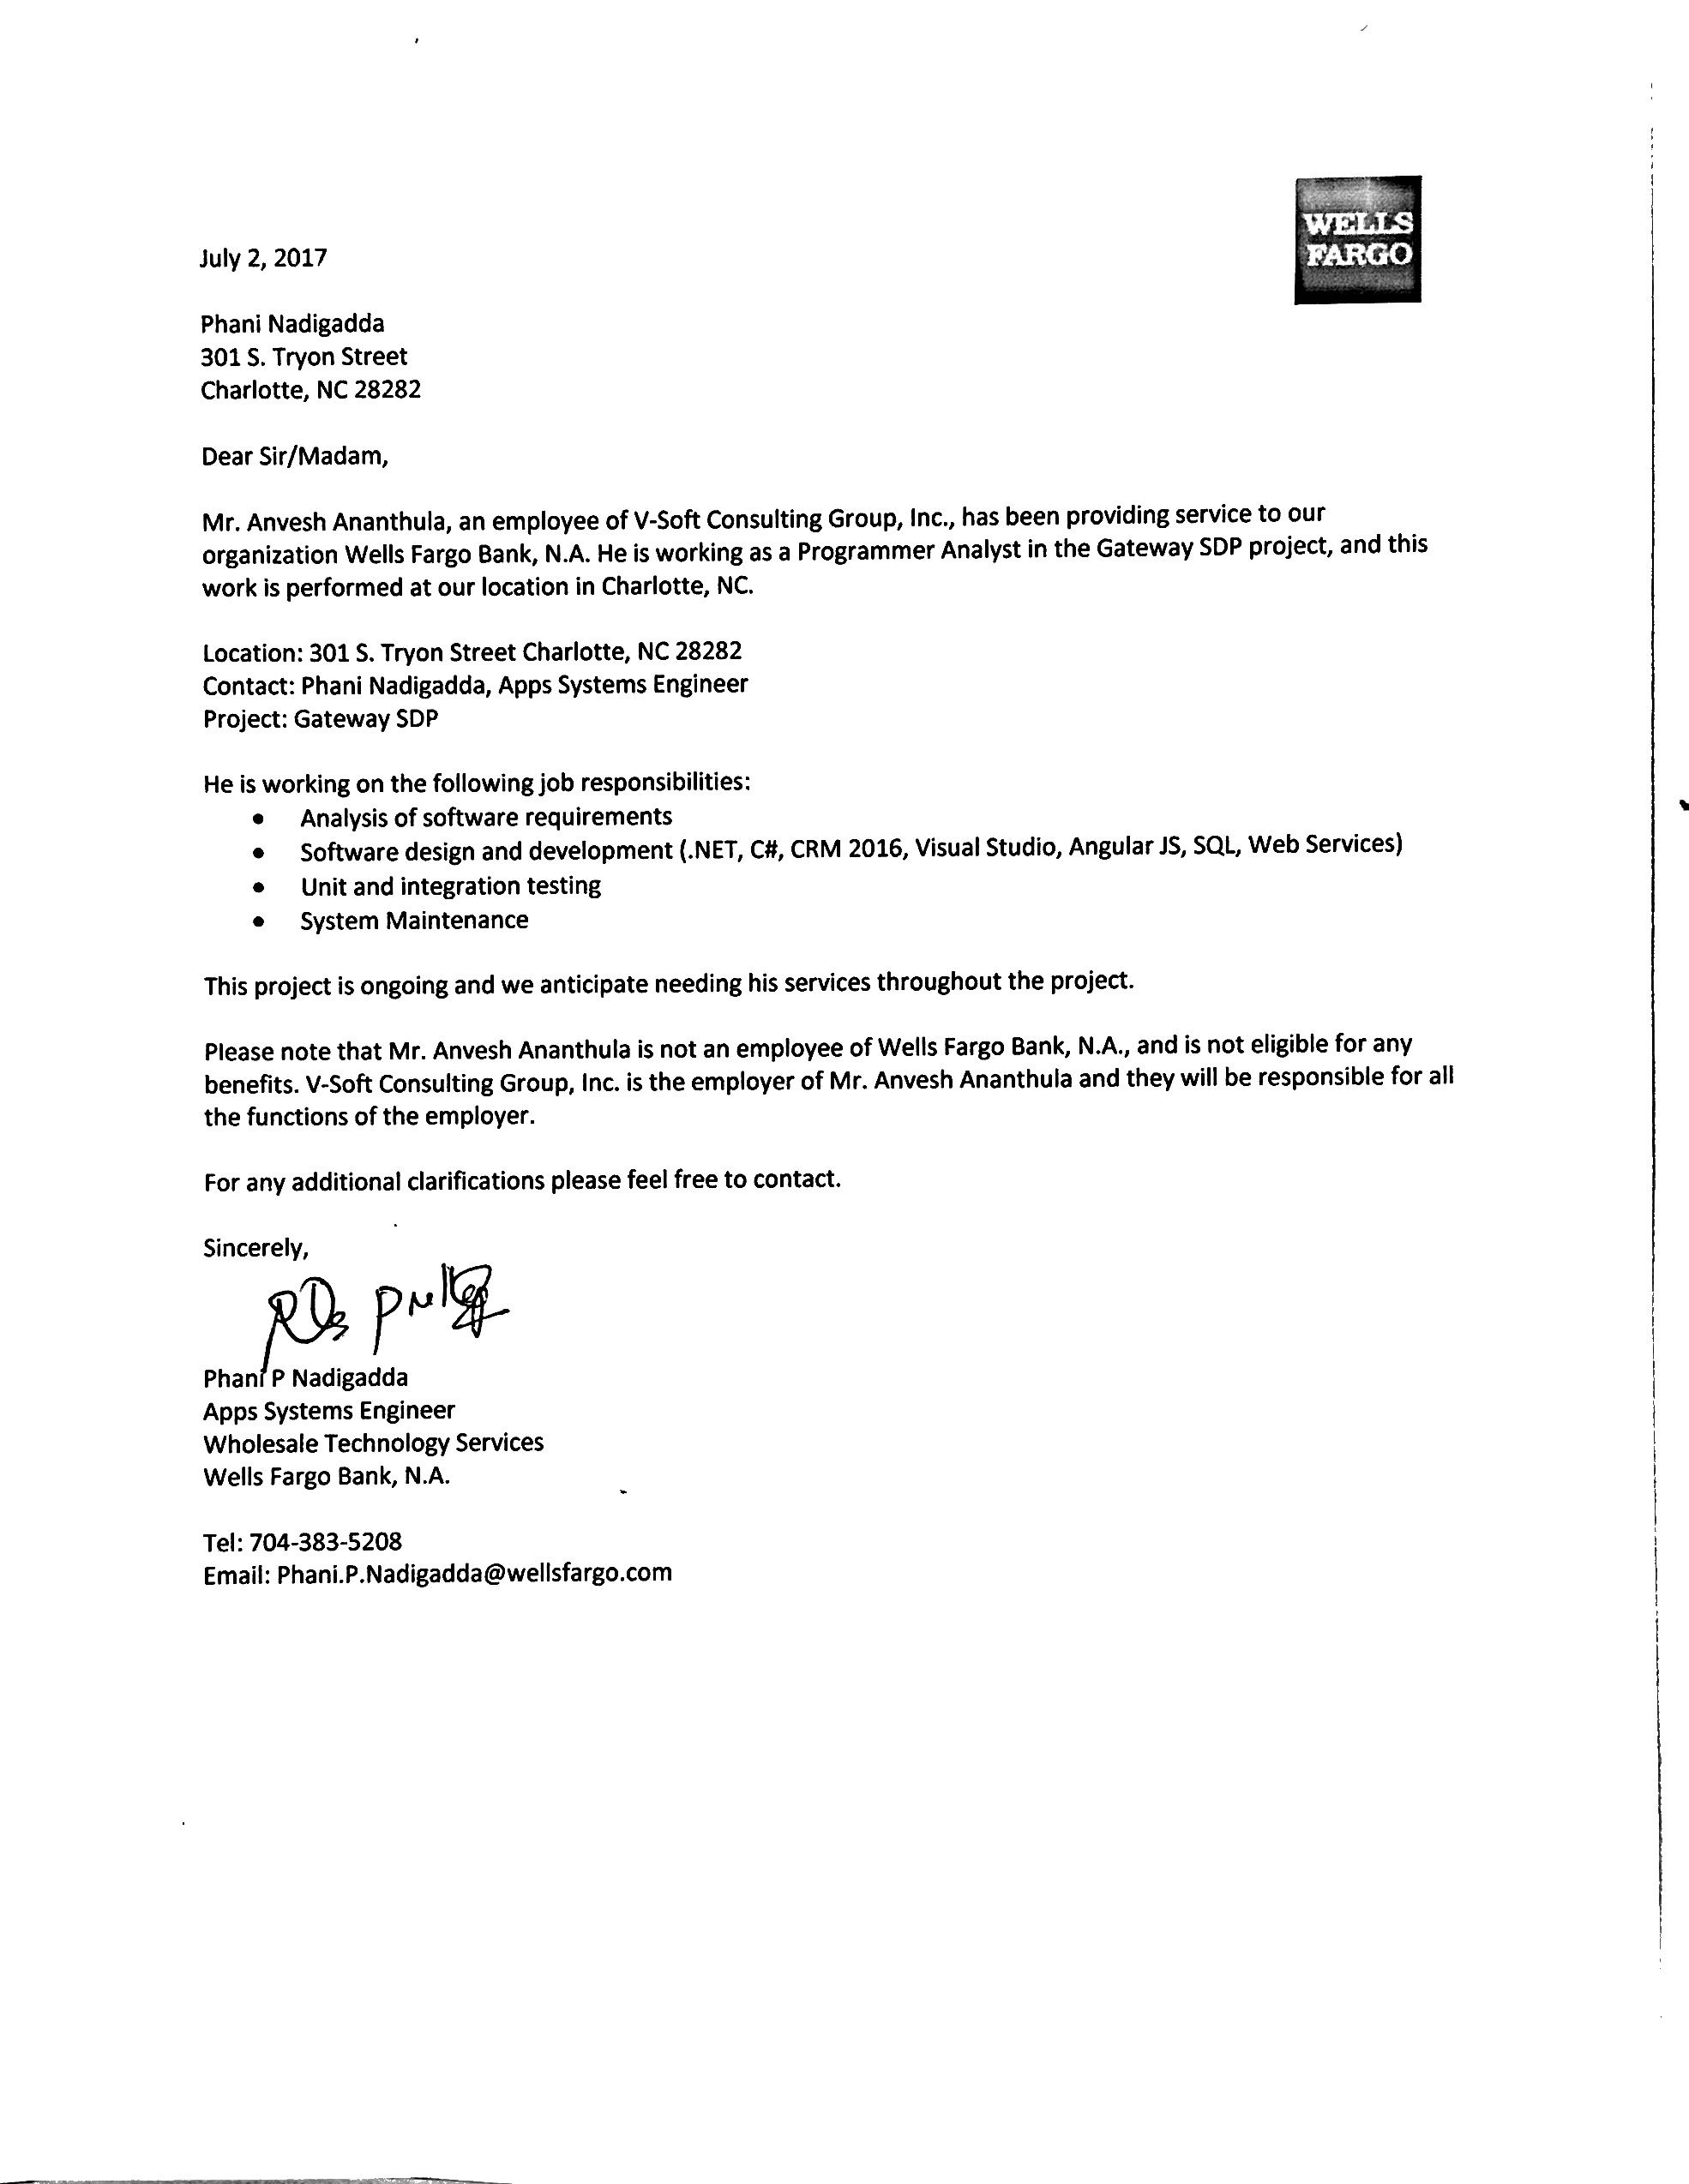 WELLS
FARGO
July 2, 2017
Phani Nadigadda
301 S. Tryon Street
Charlotte, NC 28282
Dear Sir/Madam,
Mr. Anvesh Ananthula, an employee of V-Soft Consulting Group, Inc., has been providing service to our
organization Wells Fargo Bank, N.A. He is working as a Programmer Analyst in the Gateway SDP project, and this
work is performed at our location in Charlotte, NC.
Location: 301 S. Tryon Street Charlotte, NC 28282
Contact: Phani Nadigadda, Apps Systems Engineer
Project: Gateway SDP
He is working on the following job responsibilities:
• Analysis of software requirements
• Software design and development (.NET, C#, CRM 2016, Visual Studio, Angular JS, SQL, Web Services)
• Unit and integration testing
• System Maintenance
This project is ongoing and we anticipate needing his services throughout the project.
Please note that Mr. Anvesh Ananthula is not an employee of Wells Fargo Bank, N.A., and is not eligible for any
benefits. V-Soft Consulting Group, Inc. is the employer of Mr. Anvesh Ananthula and they will be responsible for all
the functions of the employer.
For any additional clarifications please feel free to contact.
Sincerely,
Phani P Nadigadda
Apps Systems Engineer
Wholesale Technology Services
Wells Fargo Bank, N.A.
Tel: 704-383-5208
Email: Phani.P.Nadigadda@wellsfargo.com